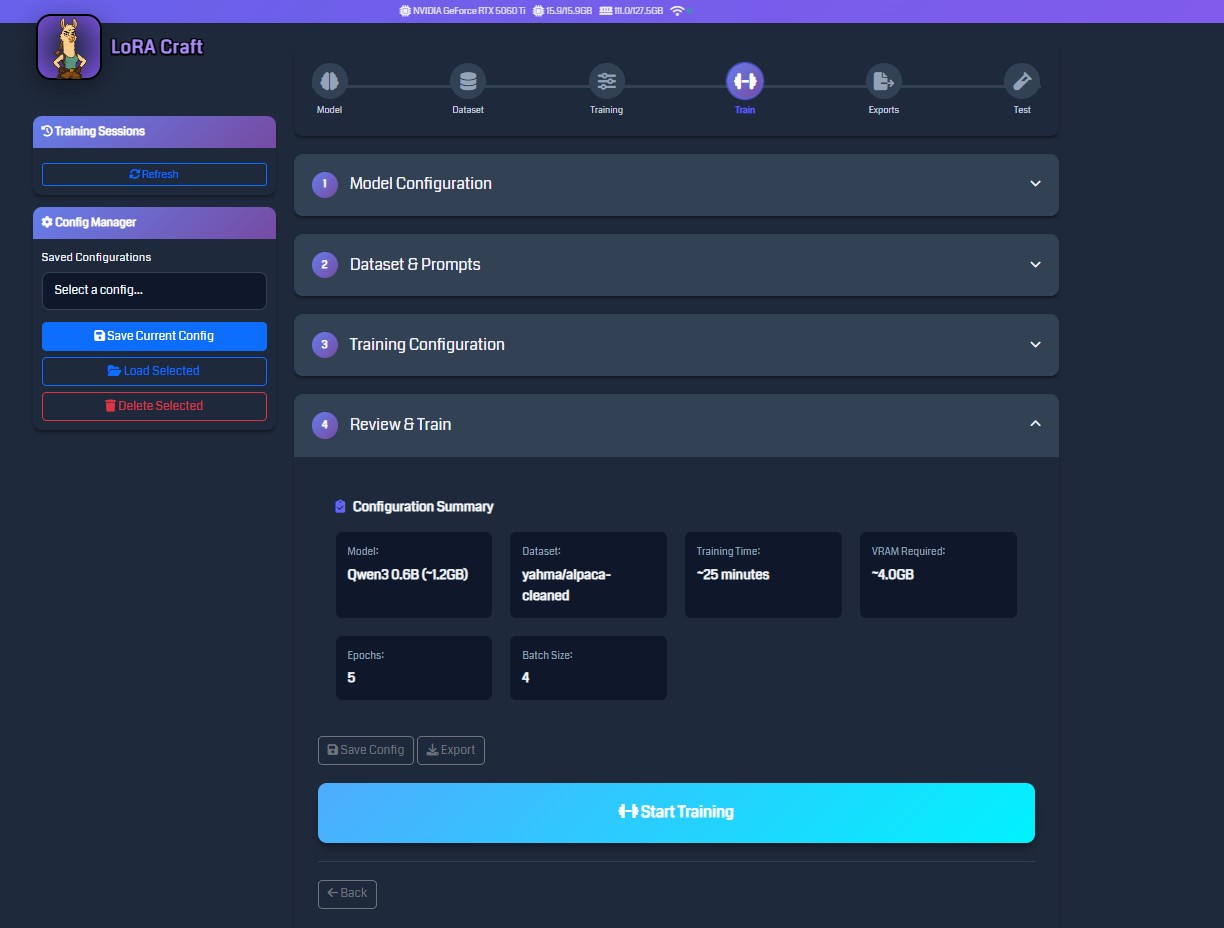 NVIDIA GeForce RTX 5060 Ti 15.9/15.9GB 111.0/127.5GB
LoRA Craft
Model
Dataset
Training
Train
Exports
Test
Training Sessions
Refresh
Config Manager
Saved Configurations
Select a config...
Save Current Config
Load Selected
Delete Selected
1 Model Configuration
2 Dataset & Prompts
3 Training Configuration
4 Review & Train
Configuration Summary
Model:
Qwen3 0.6B (~1.2GB)
Dataset:
yahma/alpaca-
cleaned
Training Time:
~25 minutes
VRAM Required:
~4.0GB
Epochs:
5
Batch Size:
4
Save Config
Export
Start Training
Back